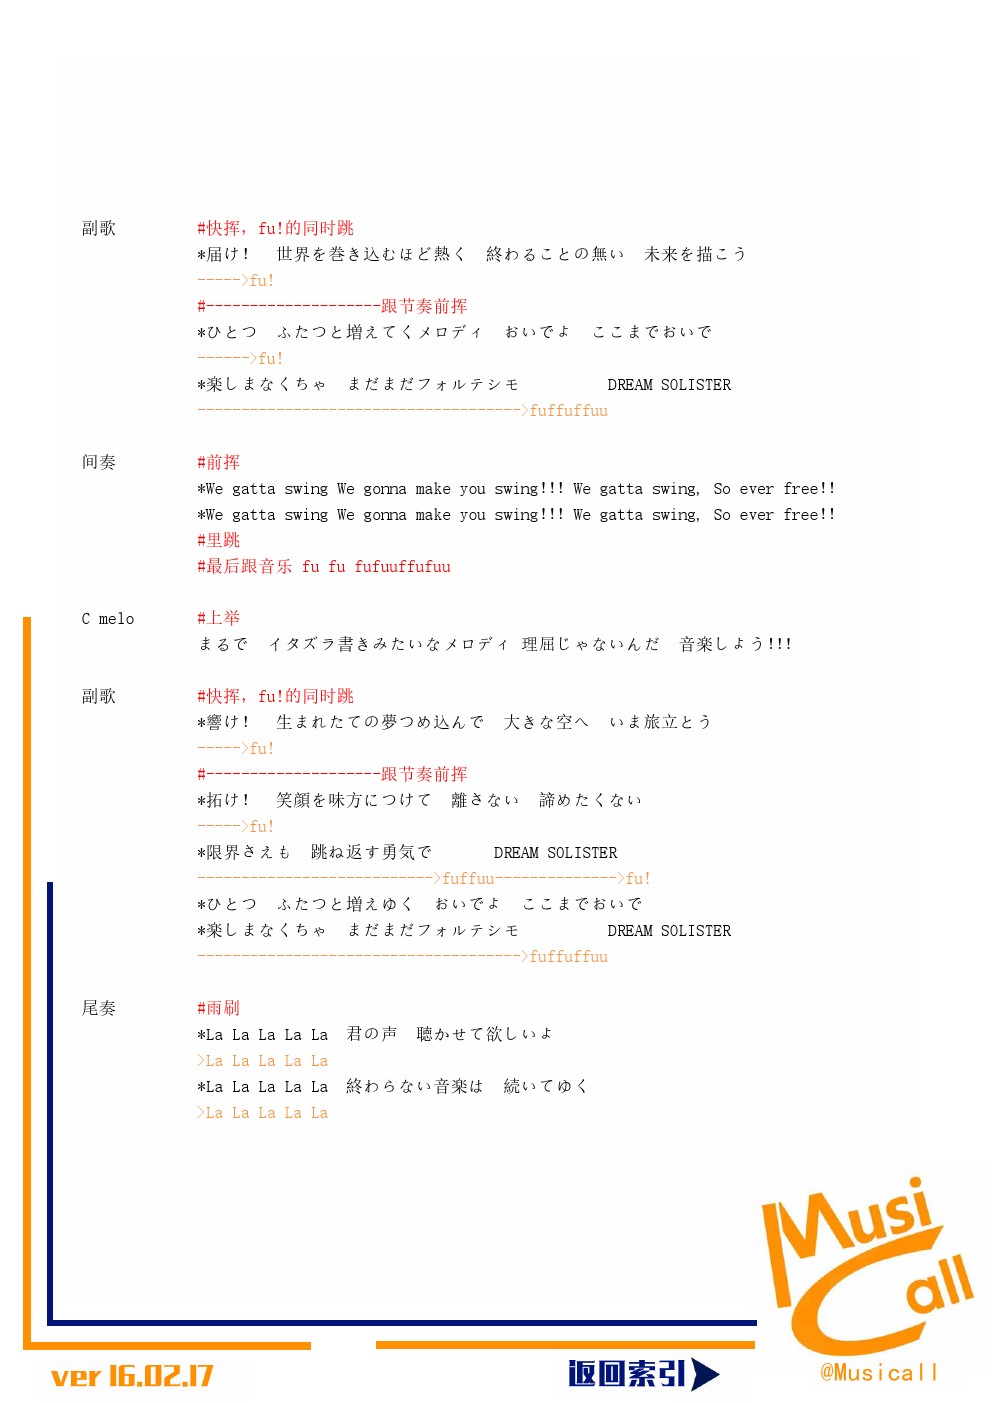 副歌 #快挥, fu!的同时跳
*届け! 世界を巻き込むほど熱く 終わることの無い 未来を描こう
----->fu!
#--------------------跟节奏前挥
*ひとつ ふたつと増えてくメロディ おいでよ ここまでおいで
------>fu!
*楽しまなくちゃ まだまだフォルテシモ DREAM SOLISTER
------------------------------------->fuffuffuu
间奏 #前挥
*We gatta swing We gonna make you swing!!! We gatta swing, So ever free!!
*We gatta swing We gonna make you swing!!! We gatta swing, So ever free!!
#里跳
#最后跟音乐 fu fu fufuuffufuu
C melo #上举
まるで イタズラ書きみたいなメロディ 理屈じゃないんだ 音楽しよう!!!
副歌 #快挥, fu!的同时跳
*響け! 生まれたての夢つめ込んで 大きな空へ いま旅立とう
----->fu!
#--------------------跟节奏前挥
*拓け! 笑顔を味方につけて 離さない 諦めたくない
----->fu!
*限界さえも 跳ね返す勇気で DREAM SOLISTER
--------------------------->fuffuu-------------->fu!
*ひとつ ふたつと増えゆく おいでよ ここまでおいで
*楽しまなくちゃ まだまだフォルテシモ DREAM SOLISTER
------------------------------------->fuffuffuu
尾奏 #雨刷
*La La La La La 君の声 聴かせて欲しいよ
>La La La La La
*La La La La La 終わらない音楽は 続いてゆく
>La La La La La
Musi
Call
ver 16.02.17 返回索引 @Musicall